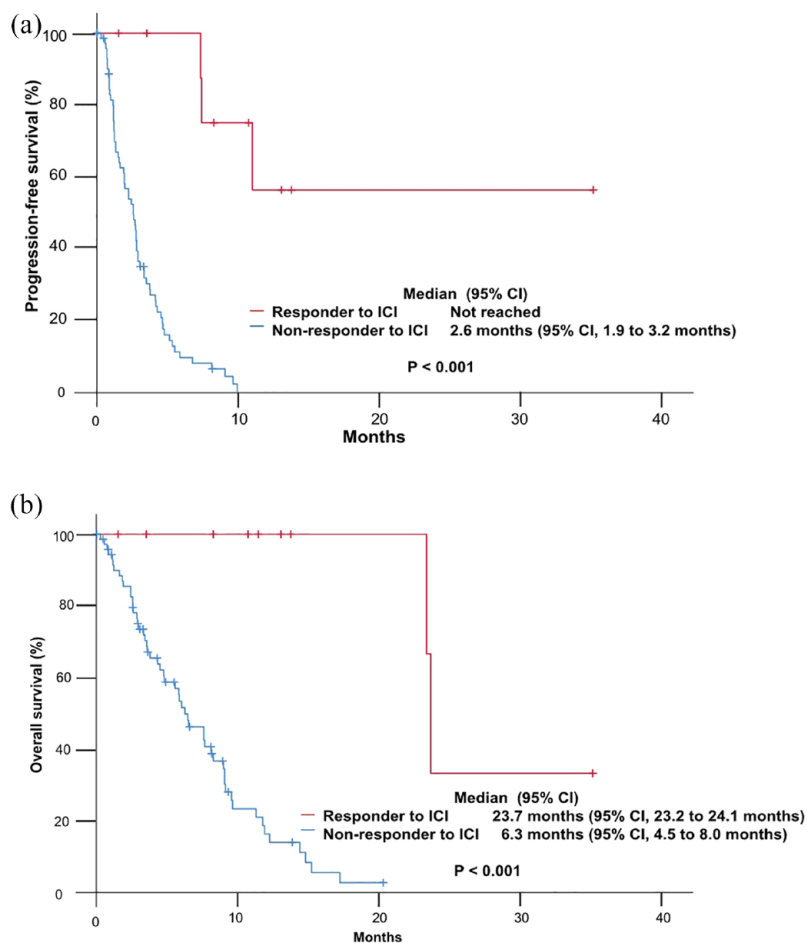 (a)
Progression-free survival (%)
100
80
60
40
20
0
Median (95% CI)
Responder to ICI Not reached
Non-responder to ICI 2.6 months (95% CI, 1.9 to 3.2 months)
P < 0.001
0 10 20 30 40
Months
(b)
Overall survival (%)
100
80
60
40
20
0
Median (95% CI)
Responder to ICI 23.7 months (95% CI, 23.2 to 24.1 months)
Non-responder to ICI 6.3 months (95% CI, 4.5 to 8.0 months)
P < 0.001
0 10 20 30 40
Months